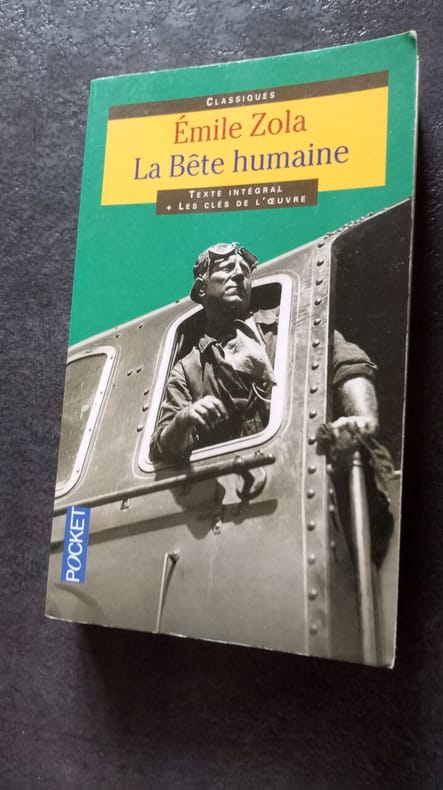 CLASSIQUES
Émile Zola
La Bête humaine
TEXTE INTÉGRAL
+ LES CLÉS DE L'ŒUVRE
POCKET